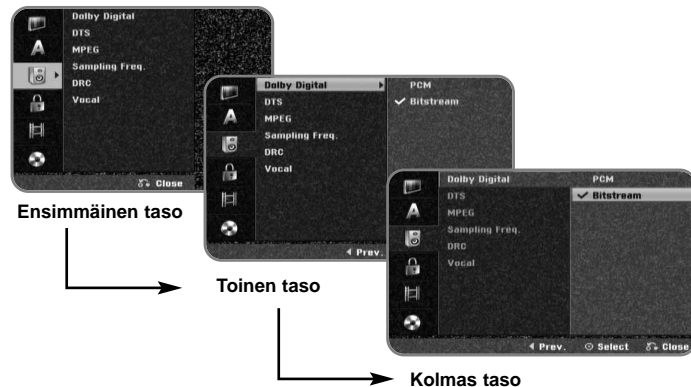 Dolby Digital
DTS
MPEG
Sampling Freq.
DRC
Vocal
Close
Ensimmäinen taso
Dolby Digital
DTS
MPEG
Sampling Freq.
DRC
Vocal
PCM
✓ Bitstream
Prev.
Toinen taso
Dolby Digital
DTS
MPEG
Sampling Freq.
DRC
Vocal
PCM
✓ Bitstream
Prev. Select Close
Kolmas taso